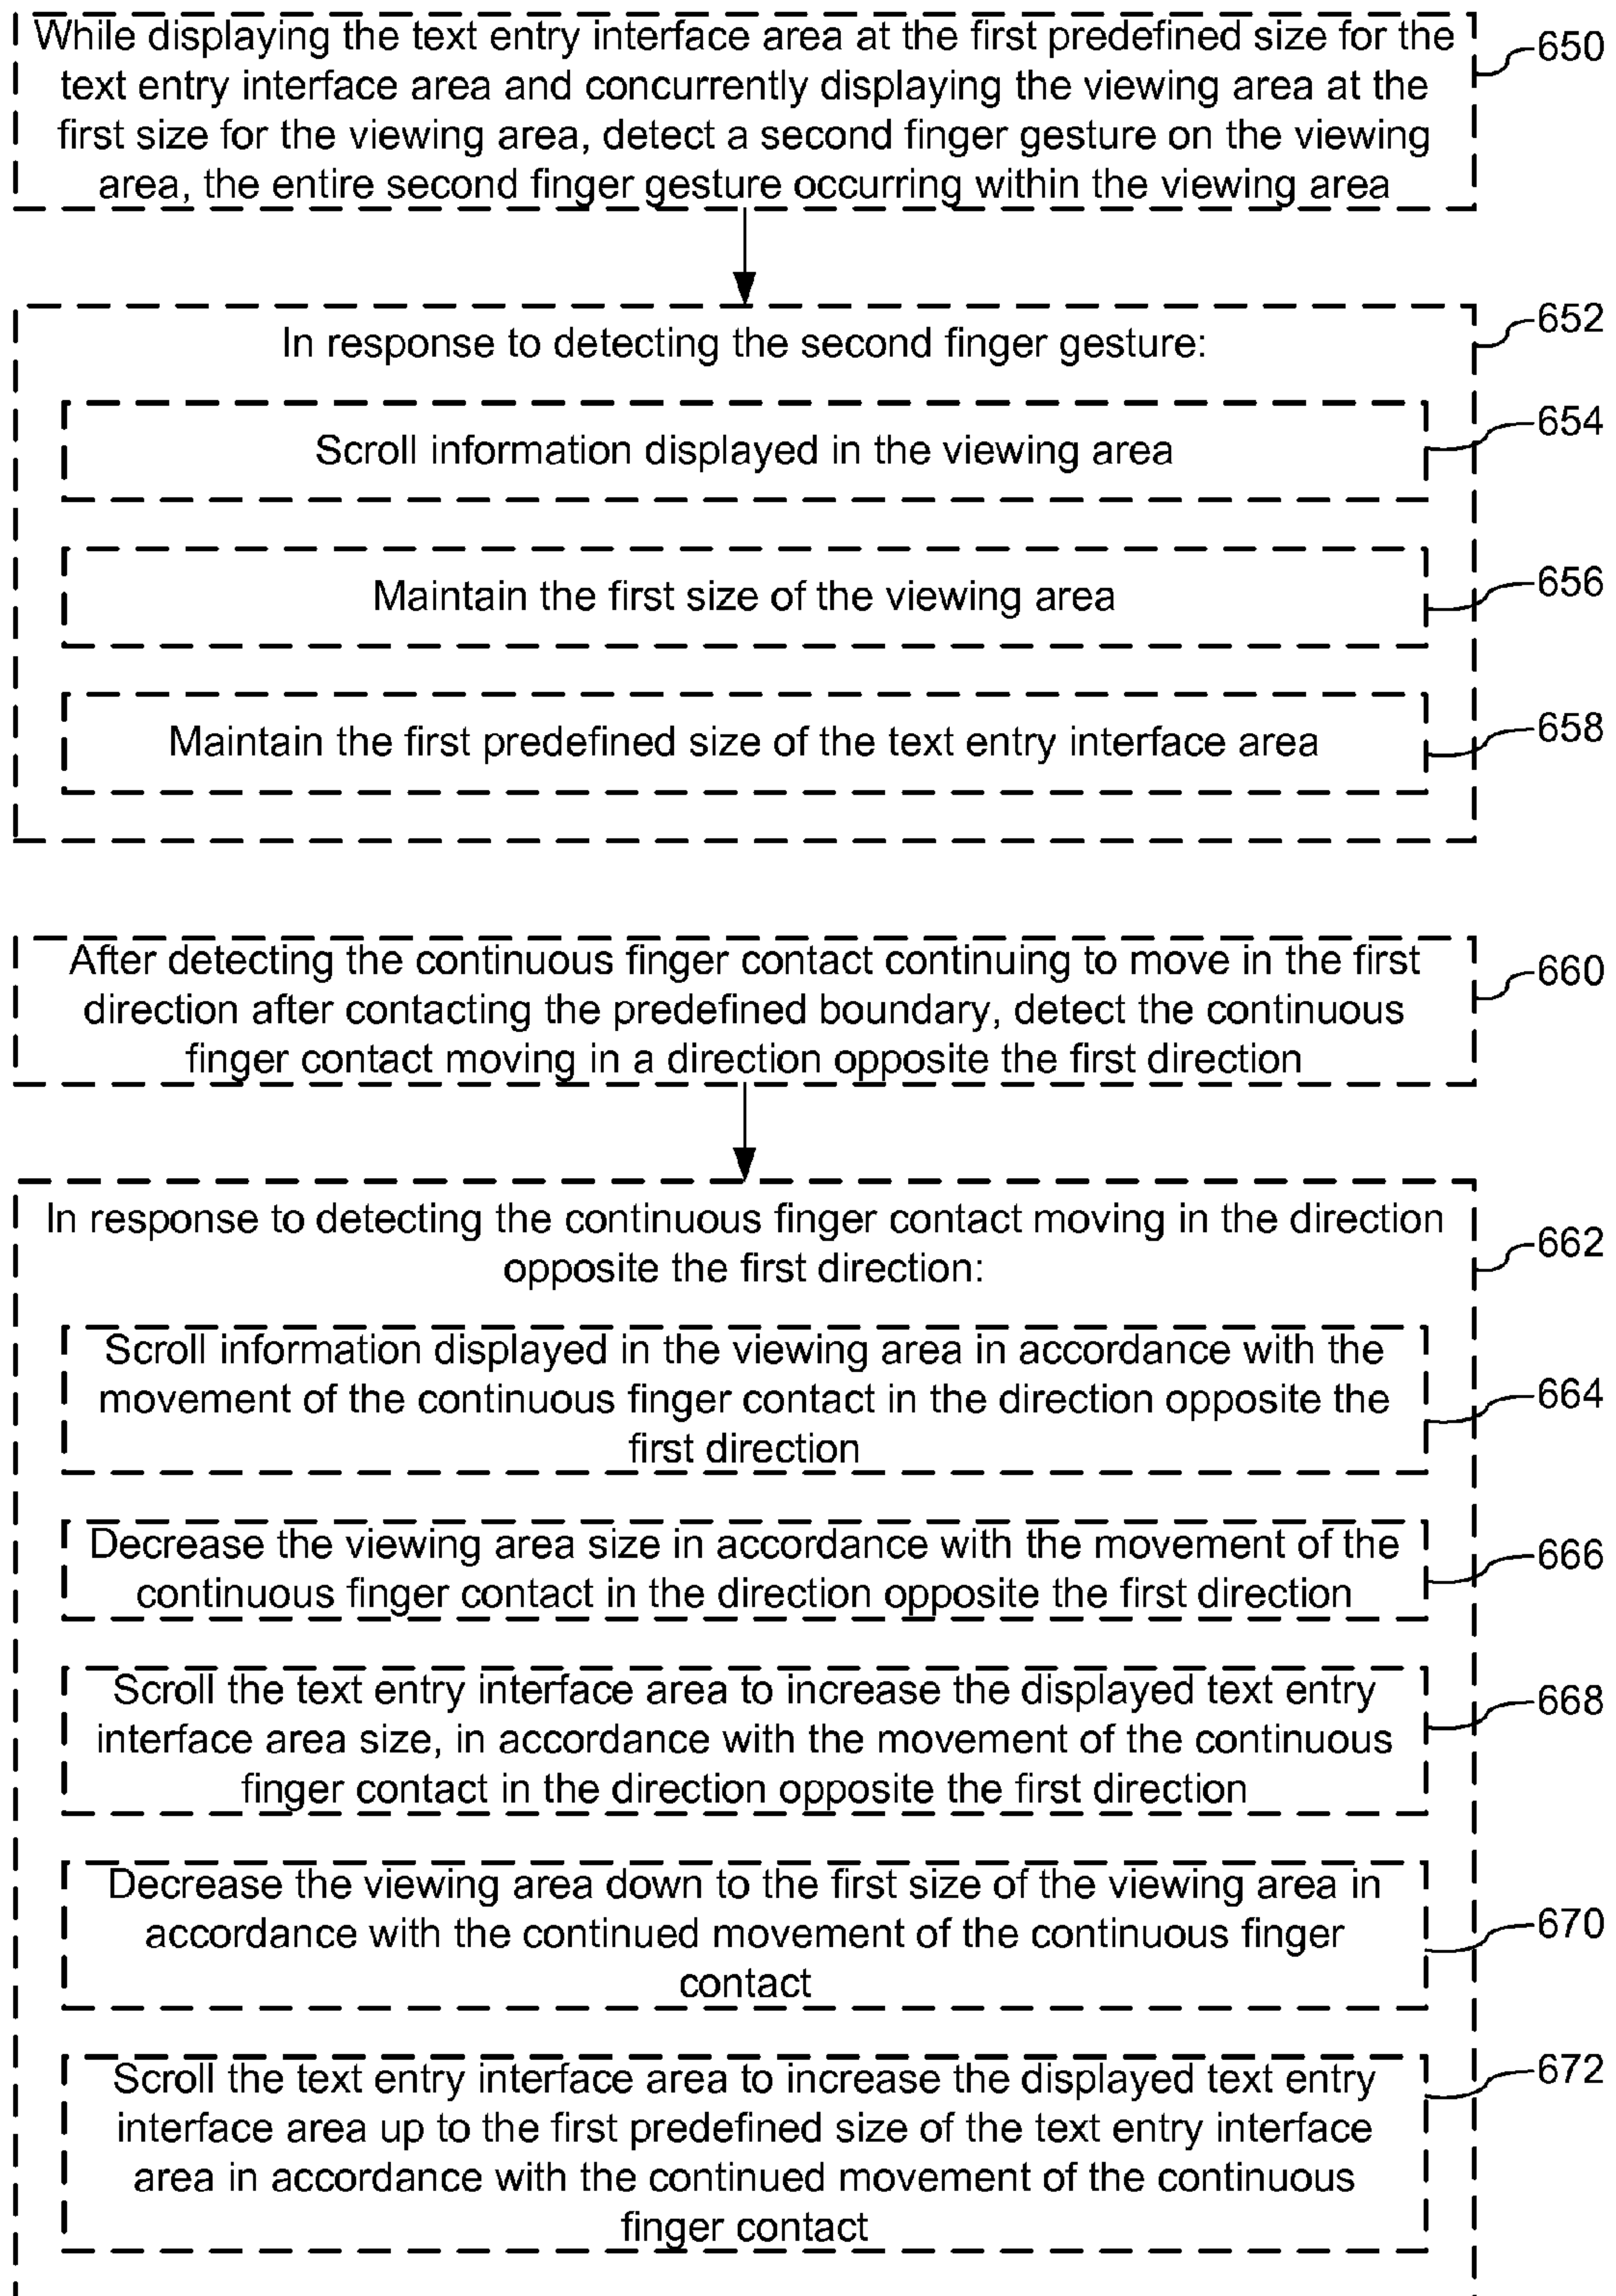 While displaying the text entry interface area at the first predefined size for the
text entry interface area and concurrently displaying the viewing area at the
first size for the viewing area, detect a second finger gesture on the viewing
area, the entire second finger gesture occurring within the viewing area
650
In response to detecting the second finger gesture:
652
Scroll information displayed in the viewing area
654
Maintain the first size of the viewing area
656
Maintain the first predefined size of the text entry interface area
658
After detecting the continuous finger contact continuing to move in the first
direction after contacting the predefined boundary, detect the continuous
finger contact moving in a direction opposite the first direction
660
In response to detecting the continuous finger contact moving in the direction
opposite the first direction:
662
Scroll information displayed in the viewing area in accordance with the
movement of the continuous finger contact in the direction opposite the
first direction
664
Decrease the viewing area size in accordance with the movement of the
continuous finger contact in the direction opposite the first direction
666
Scroll the text entry interface area to increase the displayed text entry
interface area size, in accordance with the movement of the continuous
finger contact in the direction opposite the first direction
668
Decrease the viewing area down to the first size of the viewing area in
accordance with the continued movement of the continuous finger
contact
670
Scroll the text entry interface area to increase the displayed text entry
interface area up to the first predefined size of the text entry interface
area in accordance with the continued movement of the continuous
finger contact
672